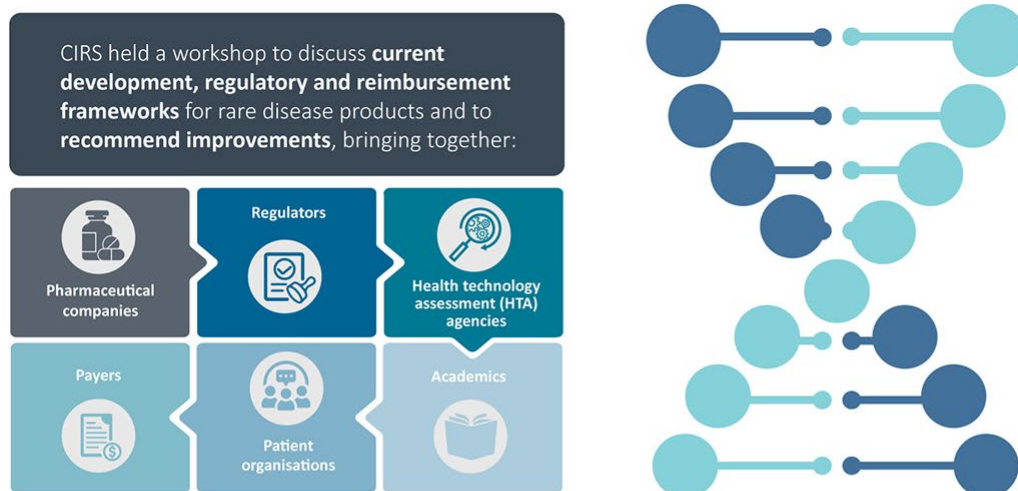 CIRS held a workshop to discuss current
development, regulatory and reimbursement
frameworks for rare disease products and to
recommend improvements, bringing together:
Pharmaceutical
companies
Regulators
Health technology
assessment (HTA)
agencies
Payers
Patient
organisations
Academics